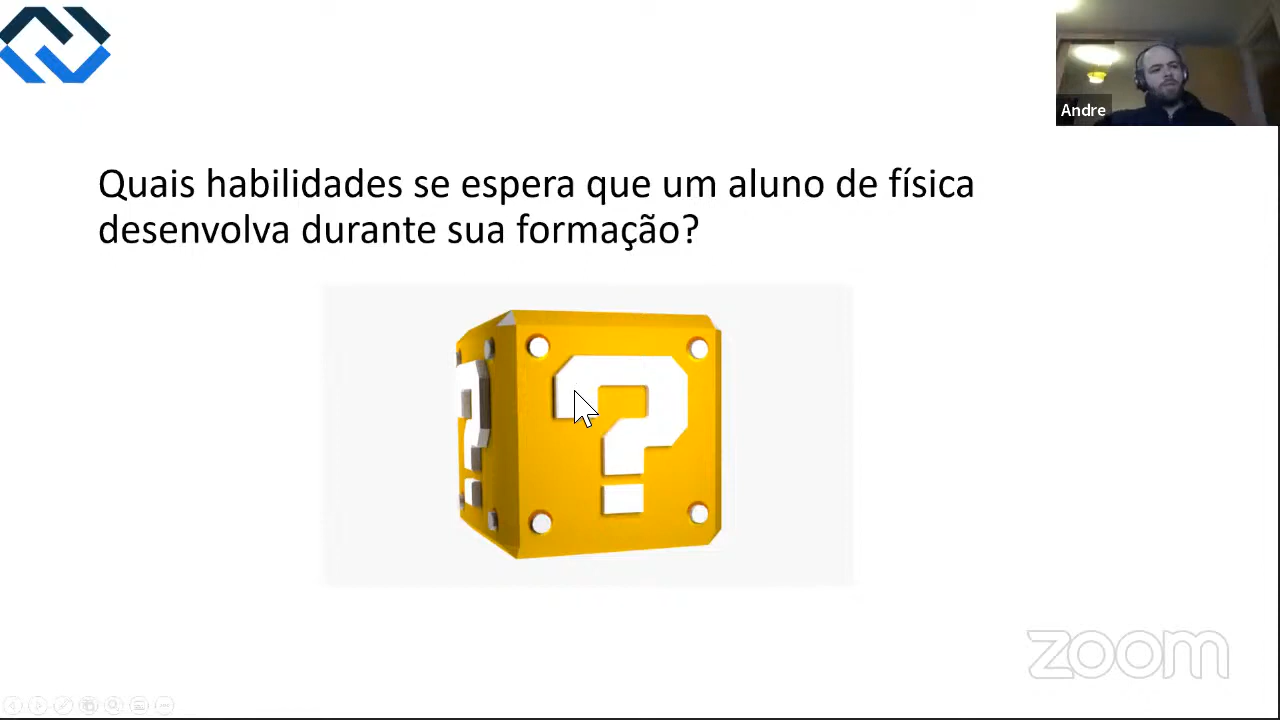 Andre
Quais habilidades se espera que um aluno de física
desenvolva durante sua formação?
?
?
zoom